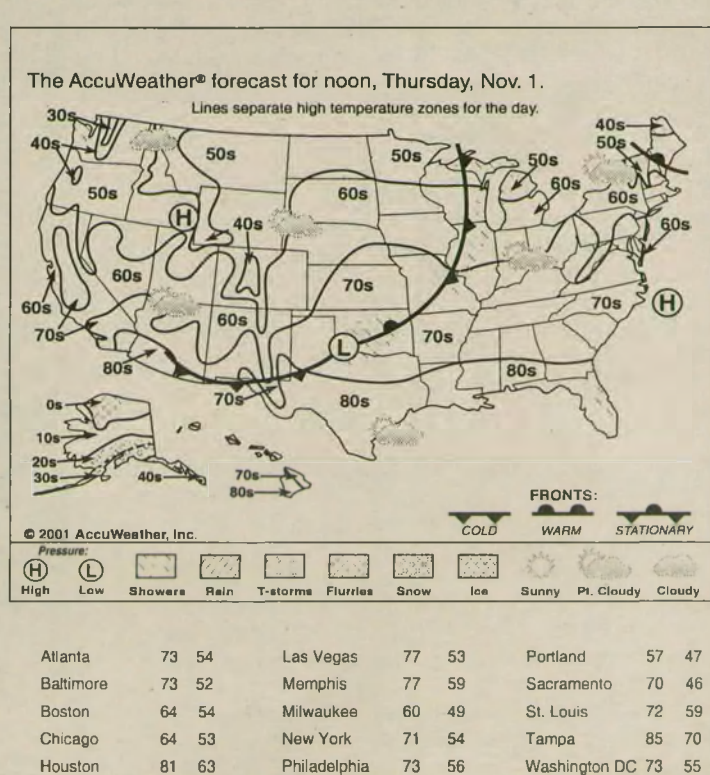 The AccuWeather® forecast for noon, Thursday, Nov. 1.
Lines separate high temperature zones for the day.
30s
40s
50s
50s
50s
50s
40s
50s
60s
60s
60s
60s
H
40s
60s
60s
70s
60s
70s
70s
H
80s
L
70s
80s
70s
80s
0s
10s
20s
30s
40s
70s
80s
FRONTS:
COLD WARM STATIONARY
© 2001 AccuWeather, Inc.
Pressure:
H L
High Low Showers Rain T-storms Flurries Snow Ice Sunny Pt. Cloudy Cloudy
Atlanta 73 54 Las Vegas 77 53 Portland 57 47
Baltimore 73 52 Memphis 77 59 Sacramento 70 46
Boston 64 54 Milwaukee 60 49 St. Louis 72 59
Chicago 64 53 New York 71 54 Tampa 85 70
Houston 81 63 Philadelphia 73 56 Washington DC 73 55